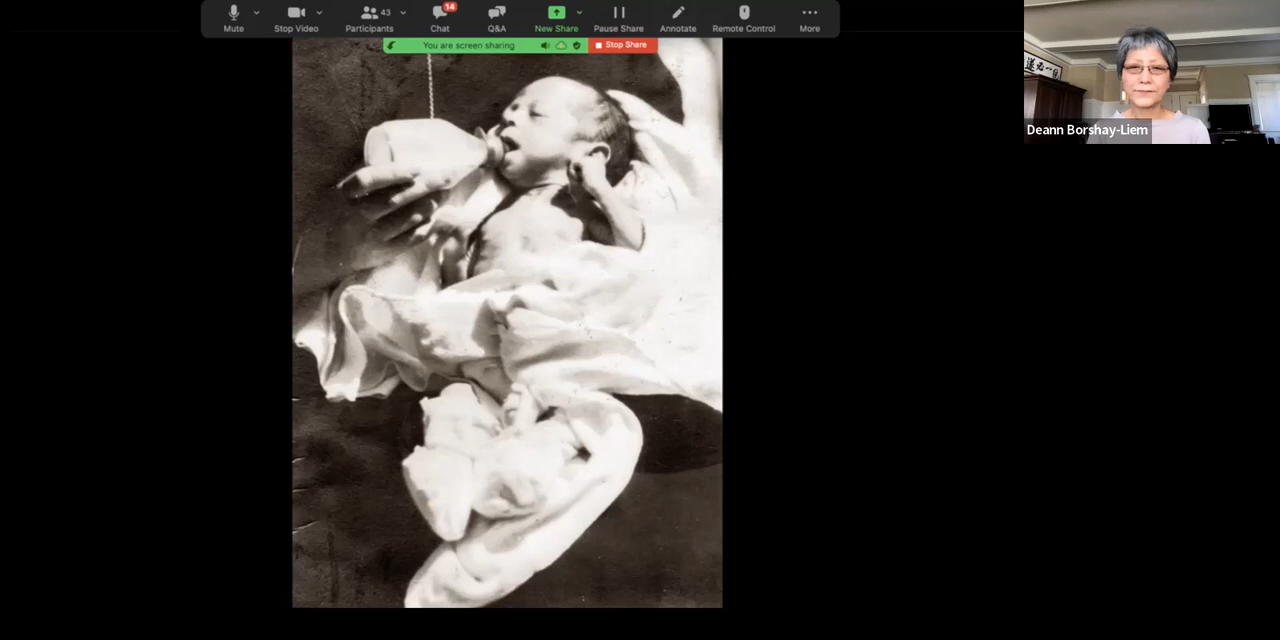 Mute
Stop Video
43
Participants
14
Chat
Q&A
New Share
Pause Share
Annotate
Remote Control
More
You are screen sharing
Stop Share
Deann Borshay-Liem